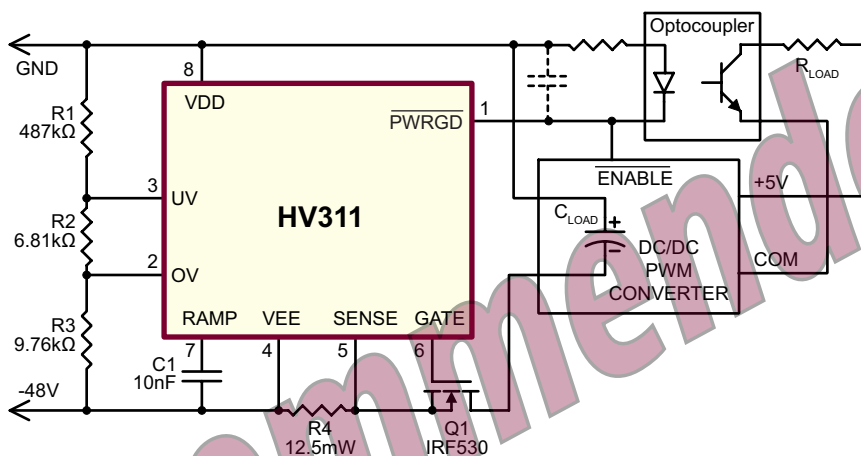 Optocoupler
GND
8
VDD
R1
487kΩ
PWRGD
1
R_LOAD
3
UV
HV311
ENABLE
+5V
R2
6.81kΩ
2
OV
C_LOAD
+
−
DC/DC
PWM
CONVERTER
COM
R3
9.76kΩ
RAMP
VEE
SENSE
GATE
7
4
5
6
C1
10nF
-48V
R4
12.5mW
Q1
IRF530